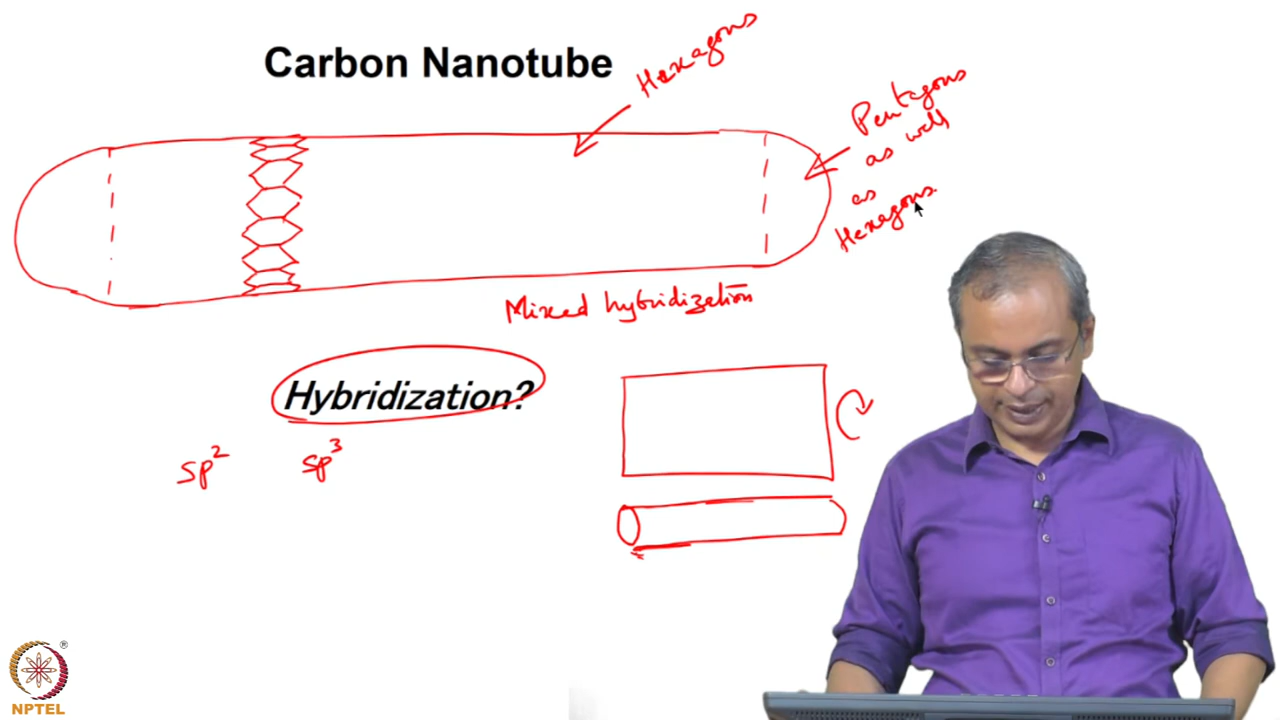 Carbon Nanotube
Hexagons
Pentagons
as well
as
Hexagons.
Mixed hybridization
Hybridization?
sp² sp³
®
NPTEL